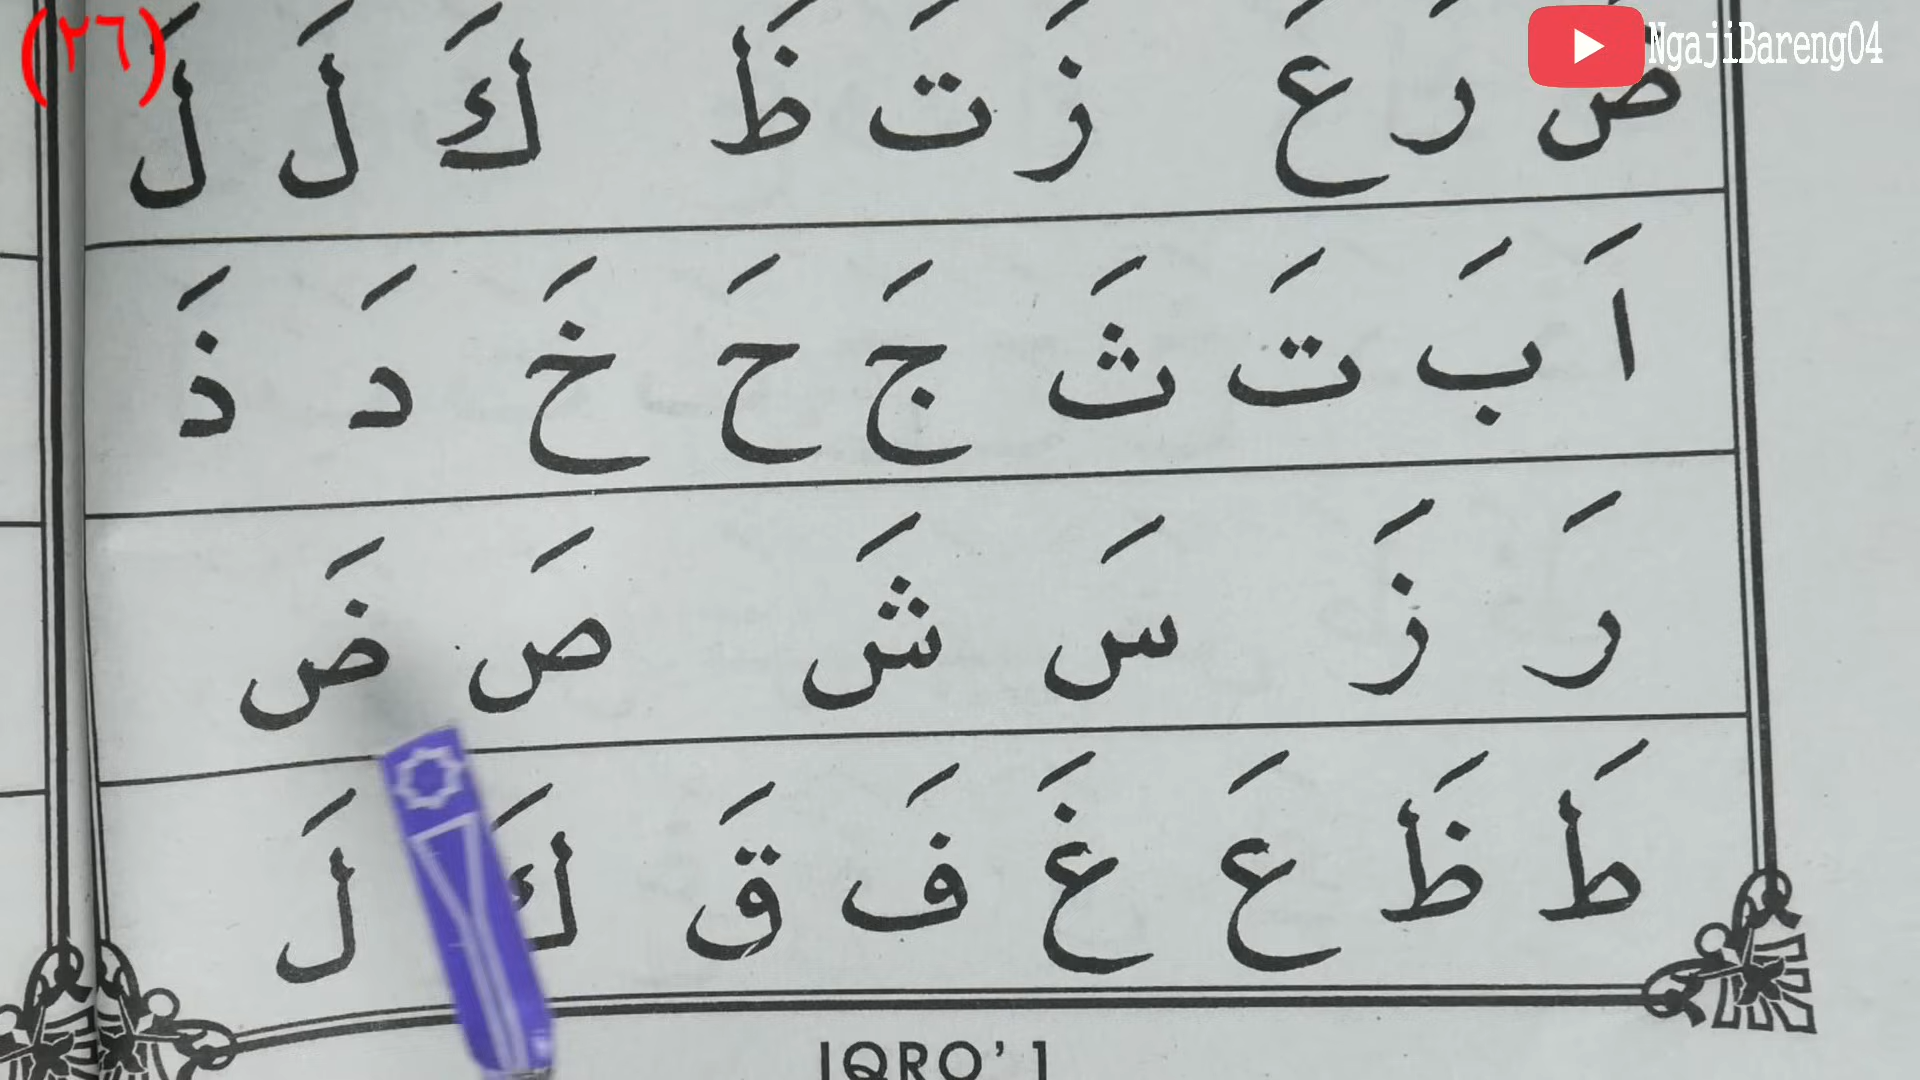 (٢٦)
NgajiBareng04
صَ رَ عَ زَ تَ ظَ كَ لَ لَ
اَ بَ تَ ثَ جَ حَ خَ دَ ذَ
رَ زَ سَ شَ صَ ضَ
طَ ظَ عَ غَ فَ قَ كَ لَ
IQRO' 1